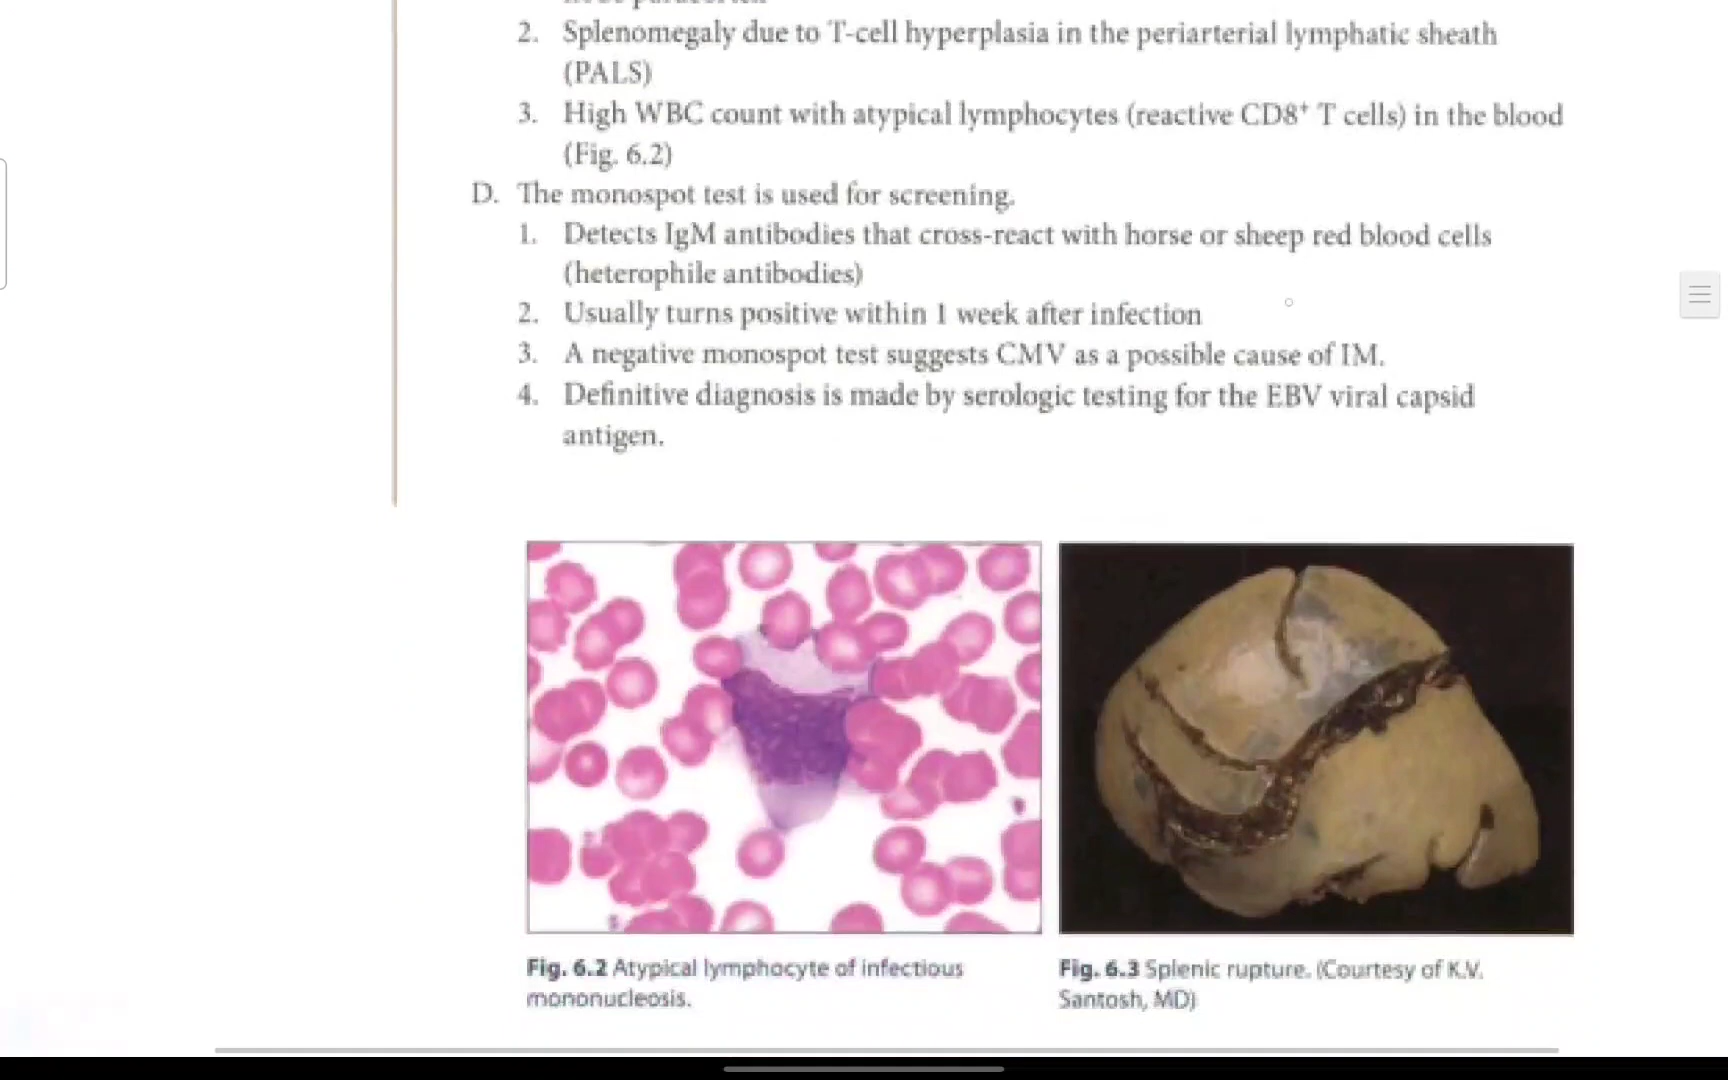 2. Splenomegaly due to T-cell hyperplasia in the periarterial lymphatic sheath
(PALS)
3. High WBC count with atypical lymphocytes (reactive CD8⁺ T cells) in the blood
(Fig. 6.2)
D. The monospot test is used for screening.
1. Detects IgM antibodies that cross-react with horse or sheep red blood cells
(heterophile antibodies)
2. Usually turns positive within 1 week after infection
3. A negative monospot test suggests CMV as a possible cause of IM.
4. Definitive diagnosis is made by serologic testing for the EBV viral capsid
antigen.
Fig. 6.2 Atypical lymphocyte of infectious
mononucleosis.
Fig. 6.3 Splenic rupture. (Courtesy of K.V.
Santosh, MD)